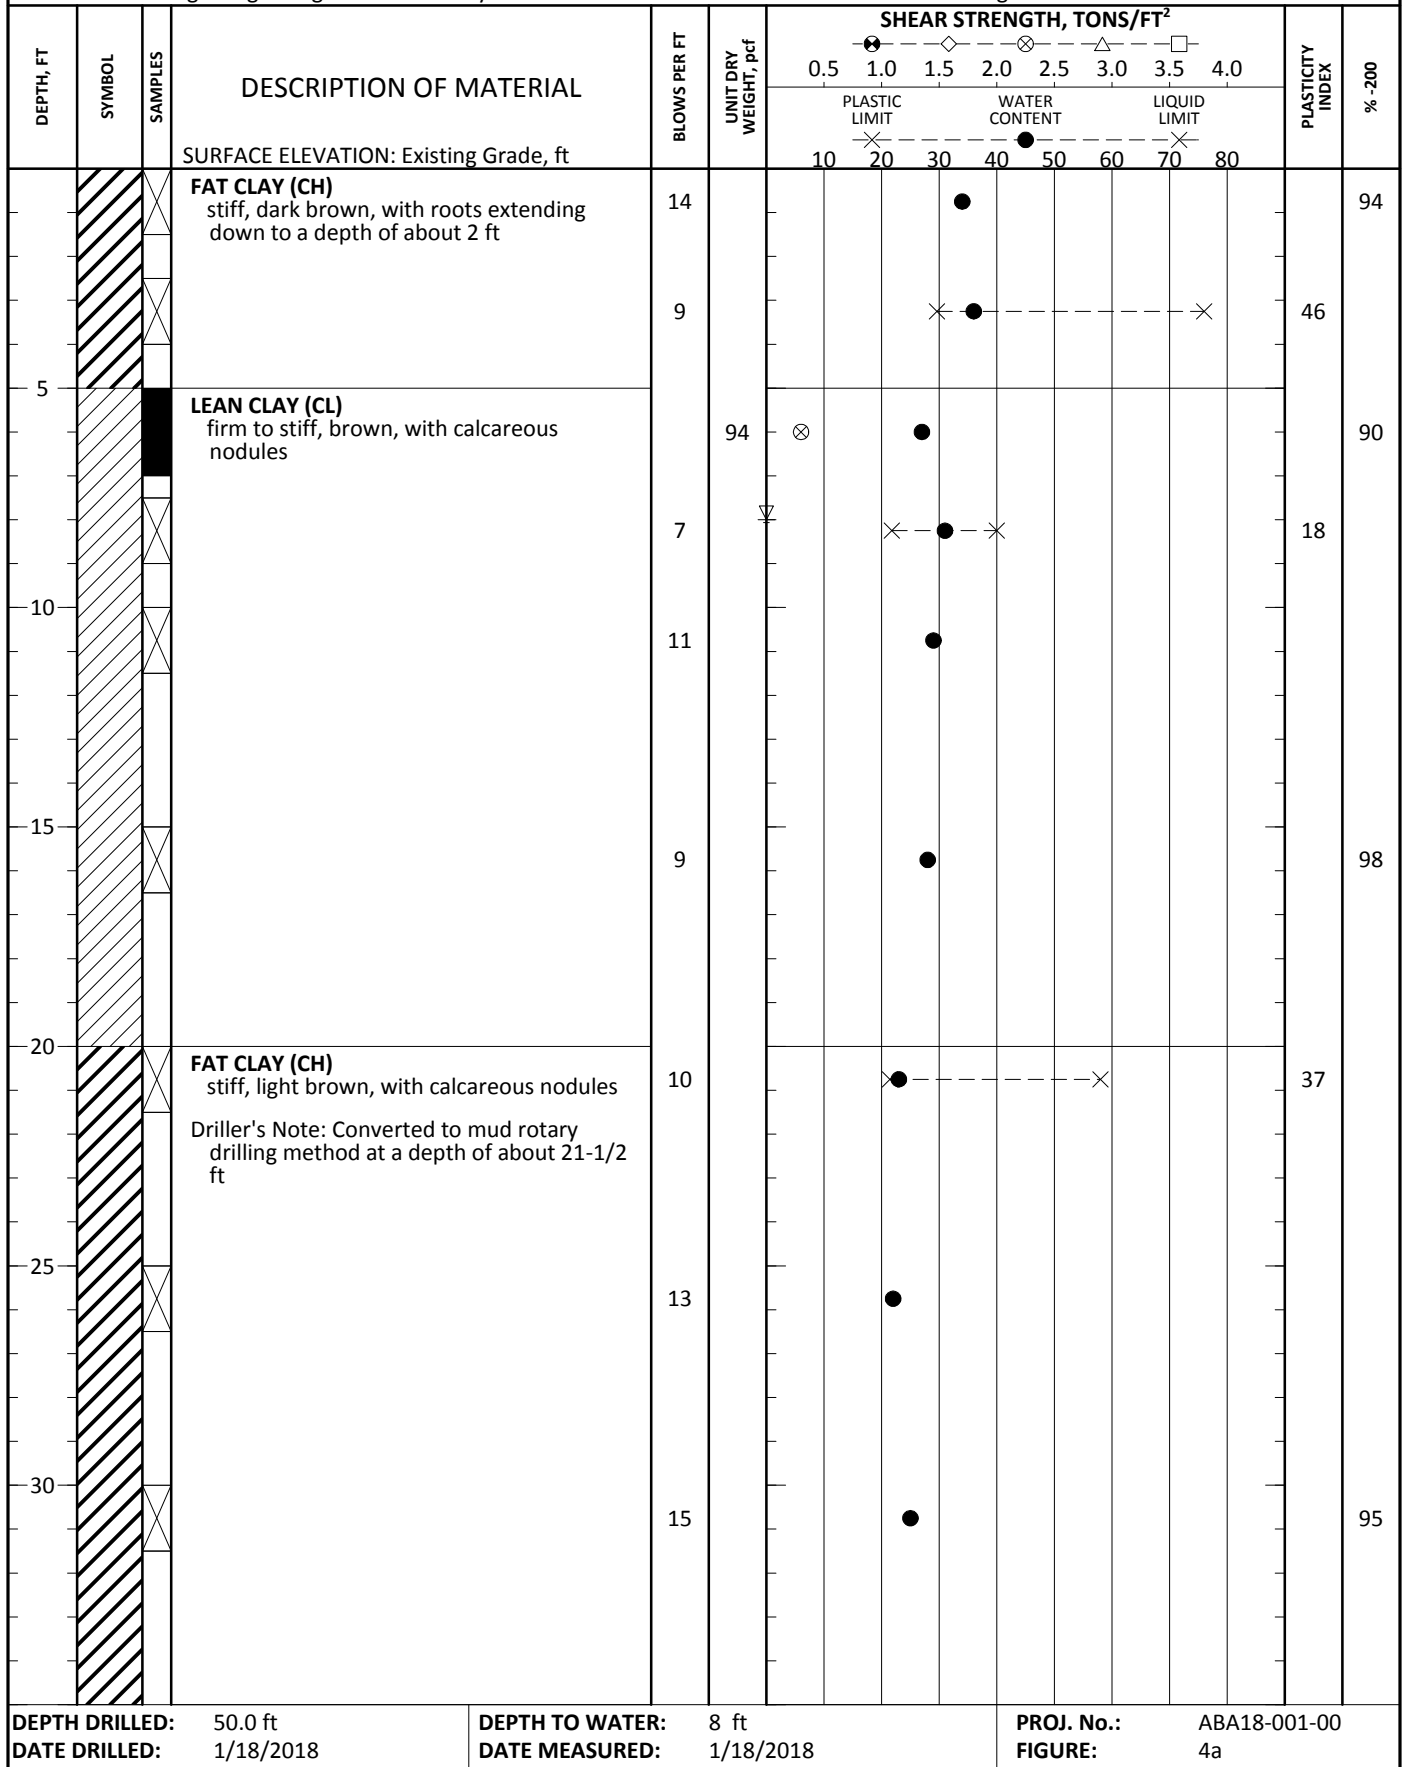 SHEAR STRENGTH, TONS/FT²
0.5 1.0 1.5 2.0 2.5 3.0 3.5 4.0
PLASTIC LIMIT
WATER CONTENT
LIQUID LIMIT
10 20 30 40 50 60 70 80
DEPTH, FT
SYMBOL
SAMPLES
DESCRIPTION OF MATERIAL
SURFACE ELEVATION: Existing Grade, ft
BLOWS PER FT
UNIT DRY WEIGHT, pcf
PLASTICITY INDEX
% -200
FAT CLAY (CH)
stiff, dark brown, with roots extending
down to a depth of about 2 ft
14 94
9 46
5
LEAN CLAY (CL)
firm to stiff, brown, with calcareous
nodules
94 90
7 18
10
11
15
9 98
20
FAT CLAY (CH)
stiff, light brown, with calcareous nodules
10 37
Driller's Note: Converted to mud rotary
drilling method at a depth of about 21-1/2
ft
25
13
30
15 95
DEPTH DRILLED: 50.0 ft DEPTH TO WATER: 8 ft PROJ. No.: ABA18-001-00
DATE DRILLED: 1/18/2018 DATE MEASURED: 1/18/2018 FIGURE: 4a